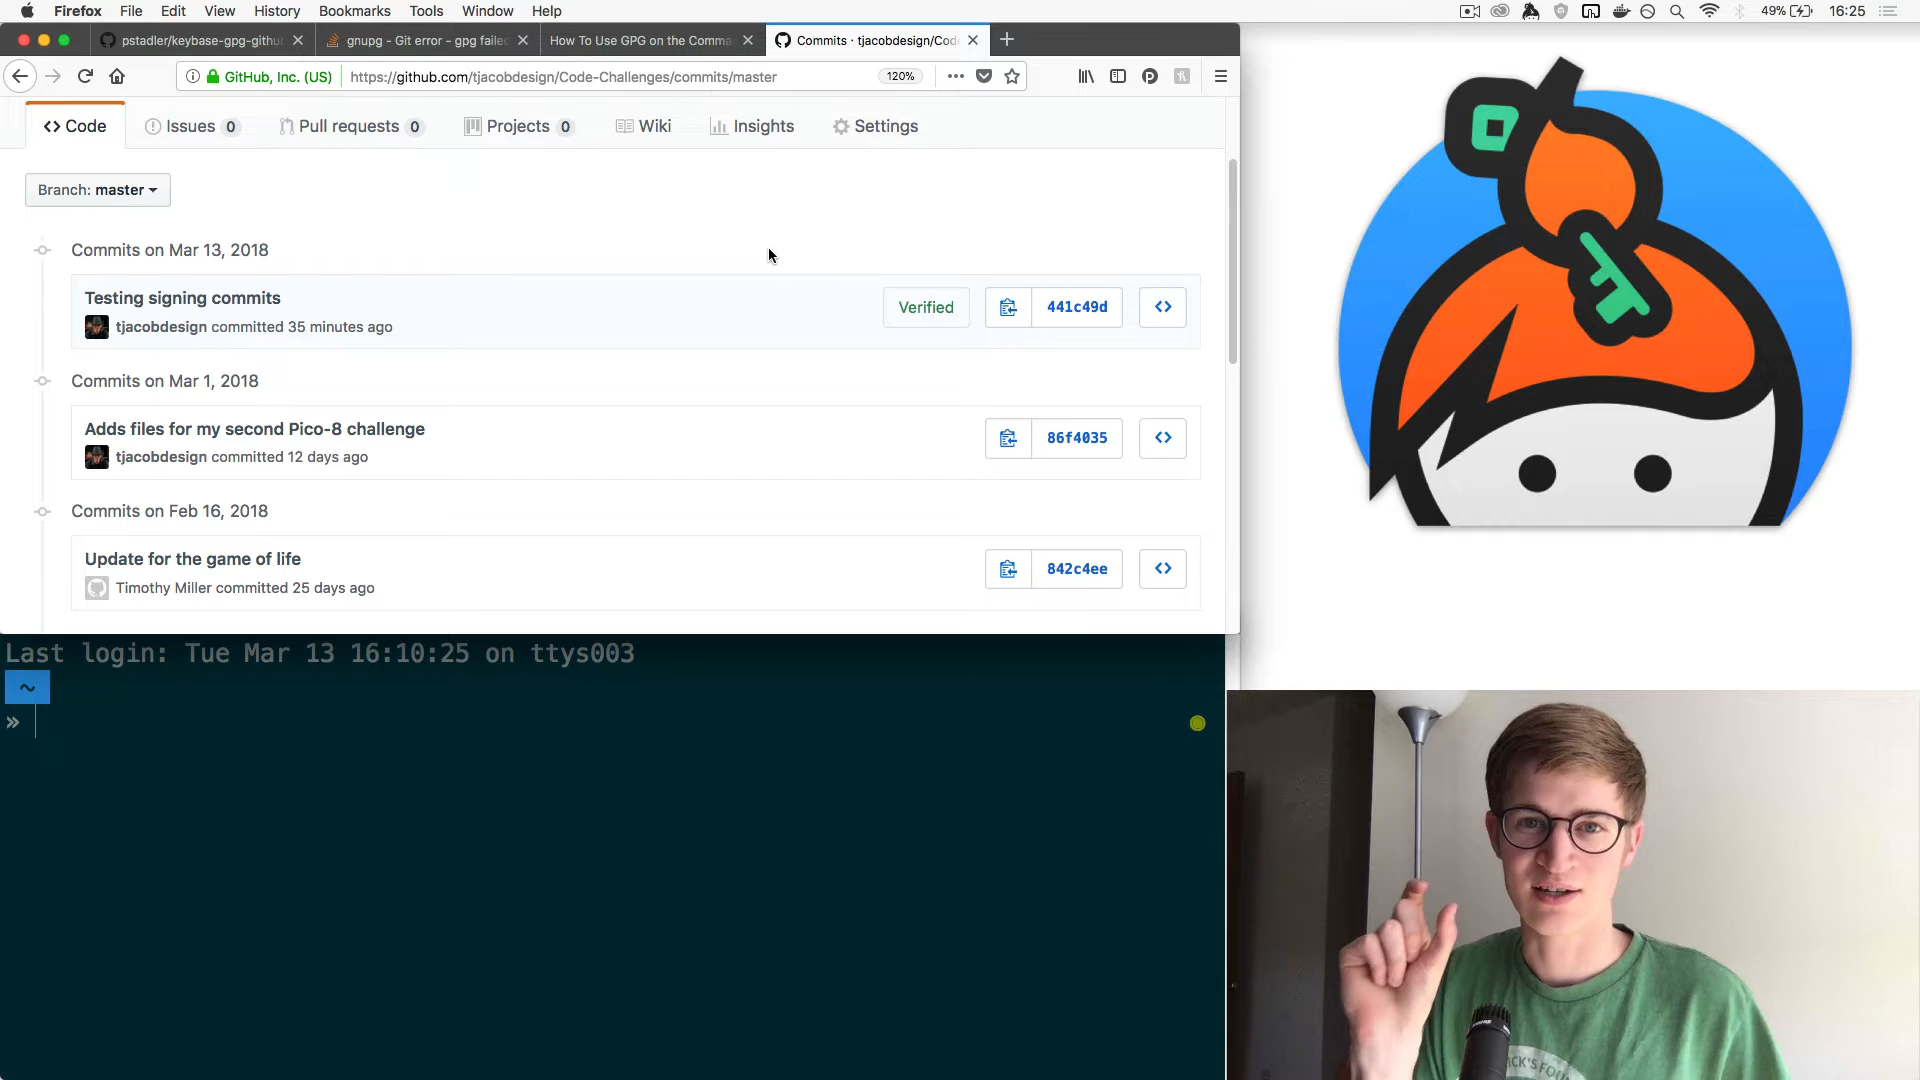 Firefox File Edit View History Bookmarks Tools Window Help 49% 16:25
pstadler/keybase-gpg-githu gnupg - Git error - gpg failed How To Use GPG on the Comma Commits · tjacobdesign/Code
GitHub, Inc. (US) https://github.com/tjacobdesign/Code-Challenges/commits/master 120%
Code Issues 0 Pull requests 0 Projects 0 Wiki Insights Settings
Branch: master
Commits on Mar 13, 2018
Testing signing commits
tjacobdesign committed 35 minutes ago
Verified 441c49d
Commits on Mar 1, 2018
Adds files for my second Pico-8 challenge
tjacobdesign committed 12 days ago
86f4035
Commits on Feb 16, 2018
Update for the game of life
Timothy Miller committed 25 days ago
842c4ee
Last login: Tue Mar 13 16:10:25 on ttys003
~
»